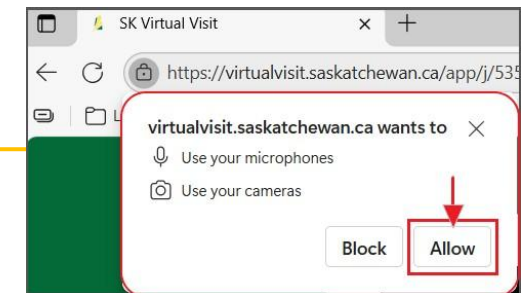 SK Virtual Visit
https://virtualvisit.saskatchewan.ca/app/j/535
L
virtualvisit.saskatchewan.ca wants to
Use your microphones
Use your cameras
Block Allow